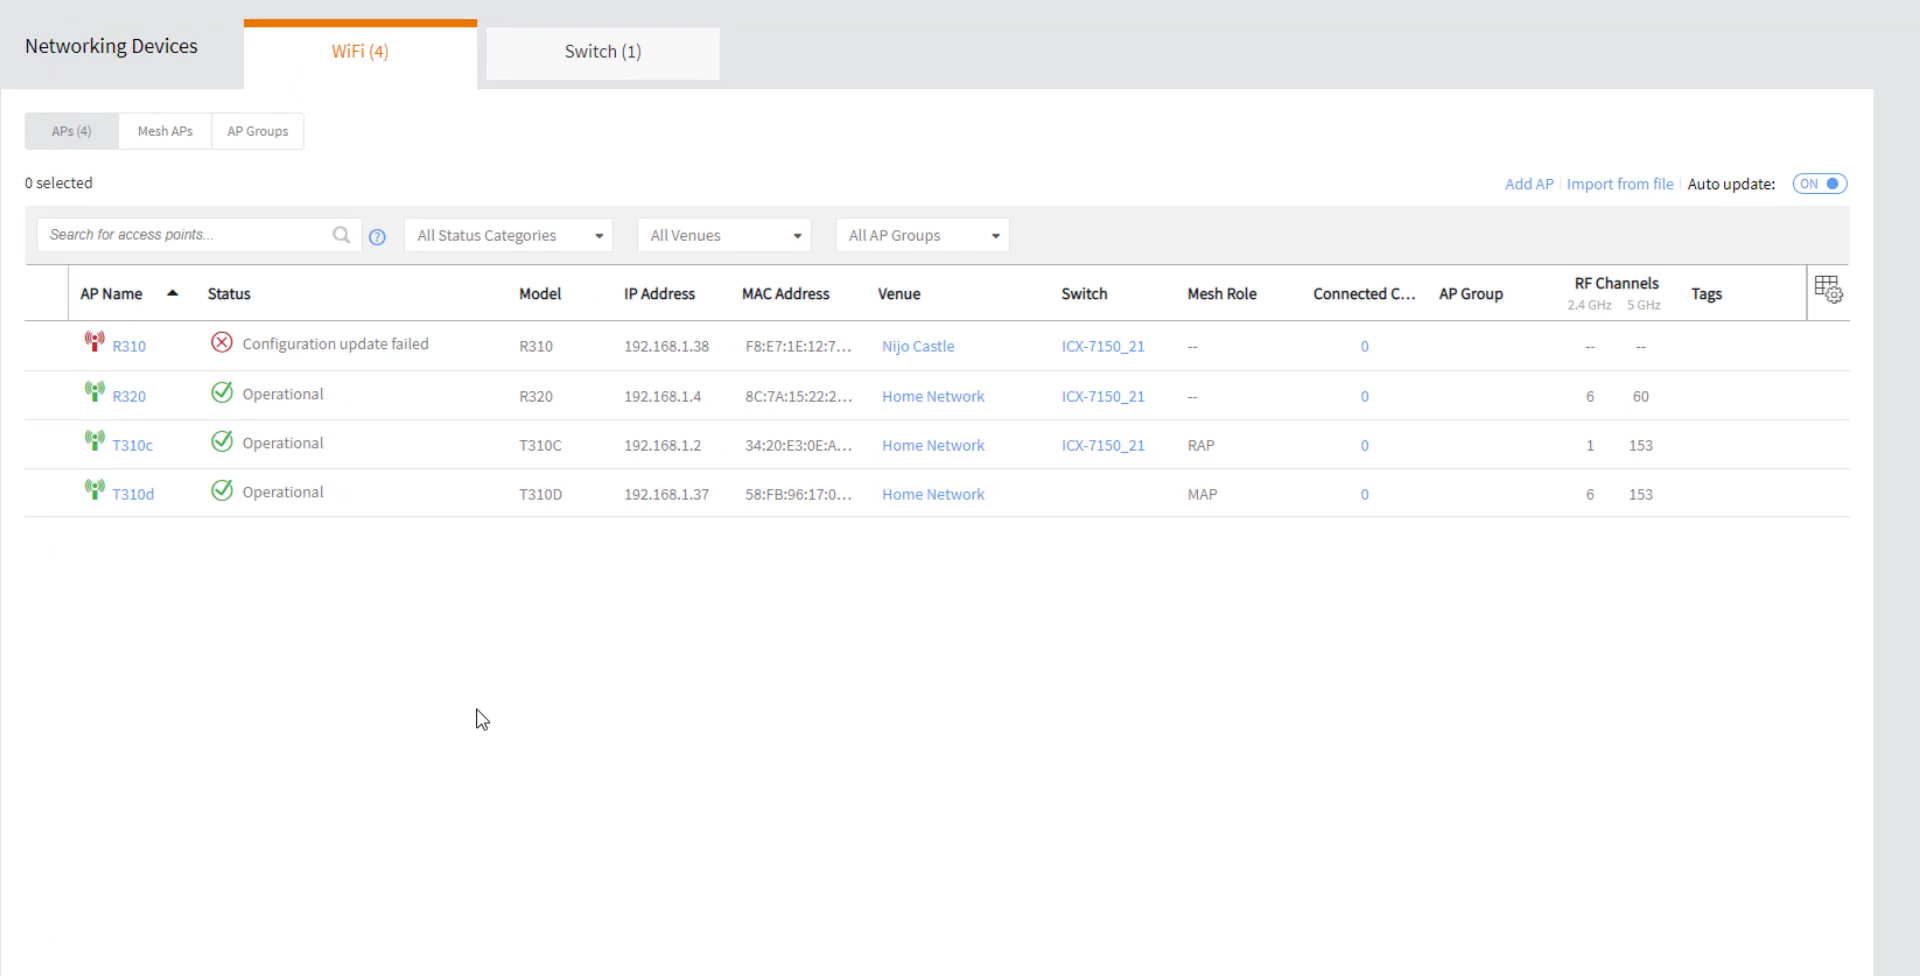 Networking Devices
WiFi (4)
Switch (1)
APs (4)
Mesh APs
AP Groups
0 selected
Add AP
Import from file
Auto update:
ON
Search for access points...
All Status Categories
All Venues
All AP Groups
AP Name Status Model IP Address MAC Address Venue Switch Mesh Role Connected C... AP Group RF Channels Tags
2.4 GHz 5 GHz
R310 Configuration update failed R310 192.168.1.38 F8:E7:1E:12:7... Nijo Castle ICX-7150_21 -- 0 -- --
R320 Operational R320 192.168.1.4 8C:7A:15:22:2... Home Network ICX-7150_21 -- 0 6 60
T310c Operational T310C 192.168.1.2 34:20:E3:0E:A... Home Network ICX-7150_21 RAP 0 1 153
T310d Operational T310D 192.168.1.37 58:FB:96:17:0... Home Network MAP 0 6 153